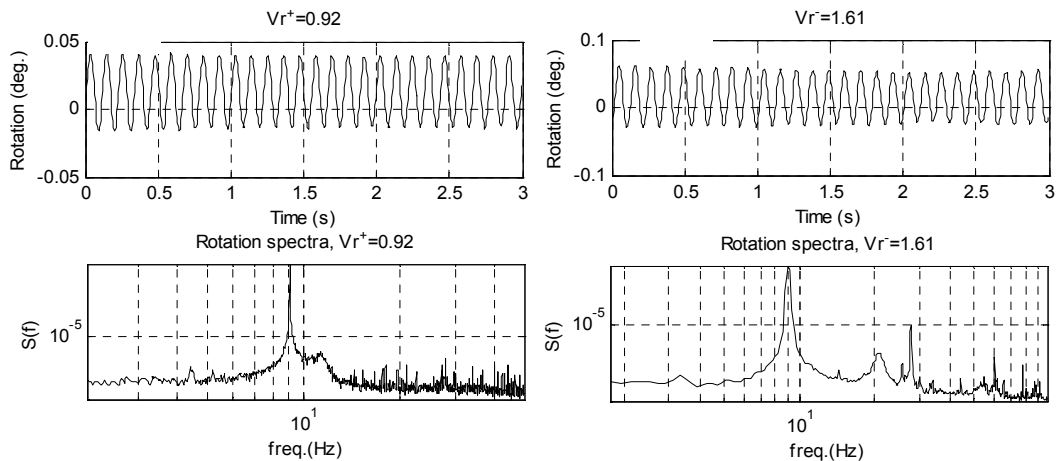 Vr⁺=0.92
0.05
0
-0.05
Rotation (deg.)
0 0.5 1 1.5 2 2.5 3
Time (s)
Vr⁻=1.61
0.1
0
-0.1
Rotation (deg.)
0 0.5 1 1.5 2 2.5 3
Time (s)
Rotation spectra, Vr⁺=0.92
10⁻⁵
S(f)
10¹
freq.(Hz)
Rotation spectra, Vr⁻=1.61
10⁻⁵
S(f)
10¹
freq.(Hz)